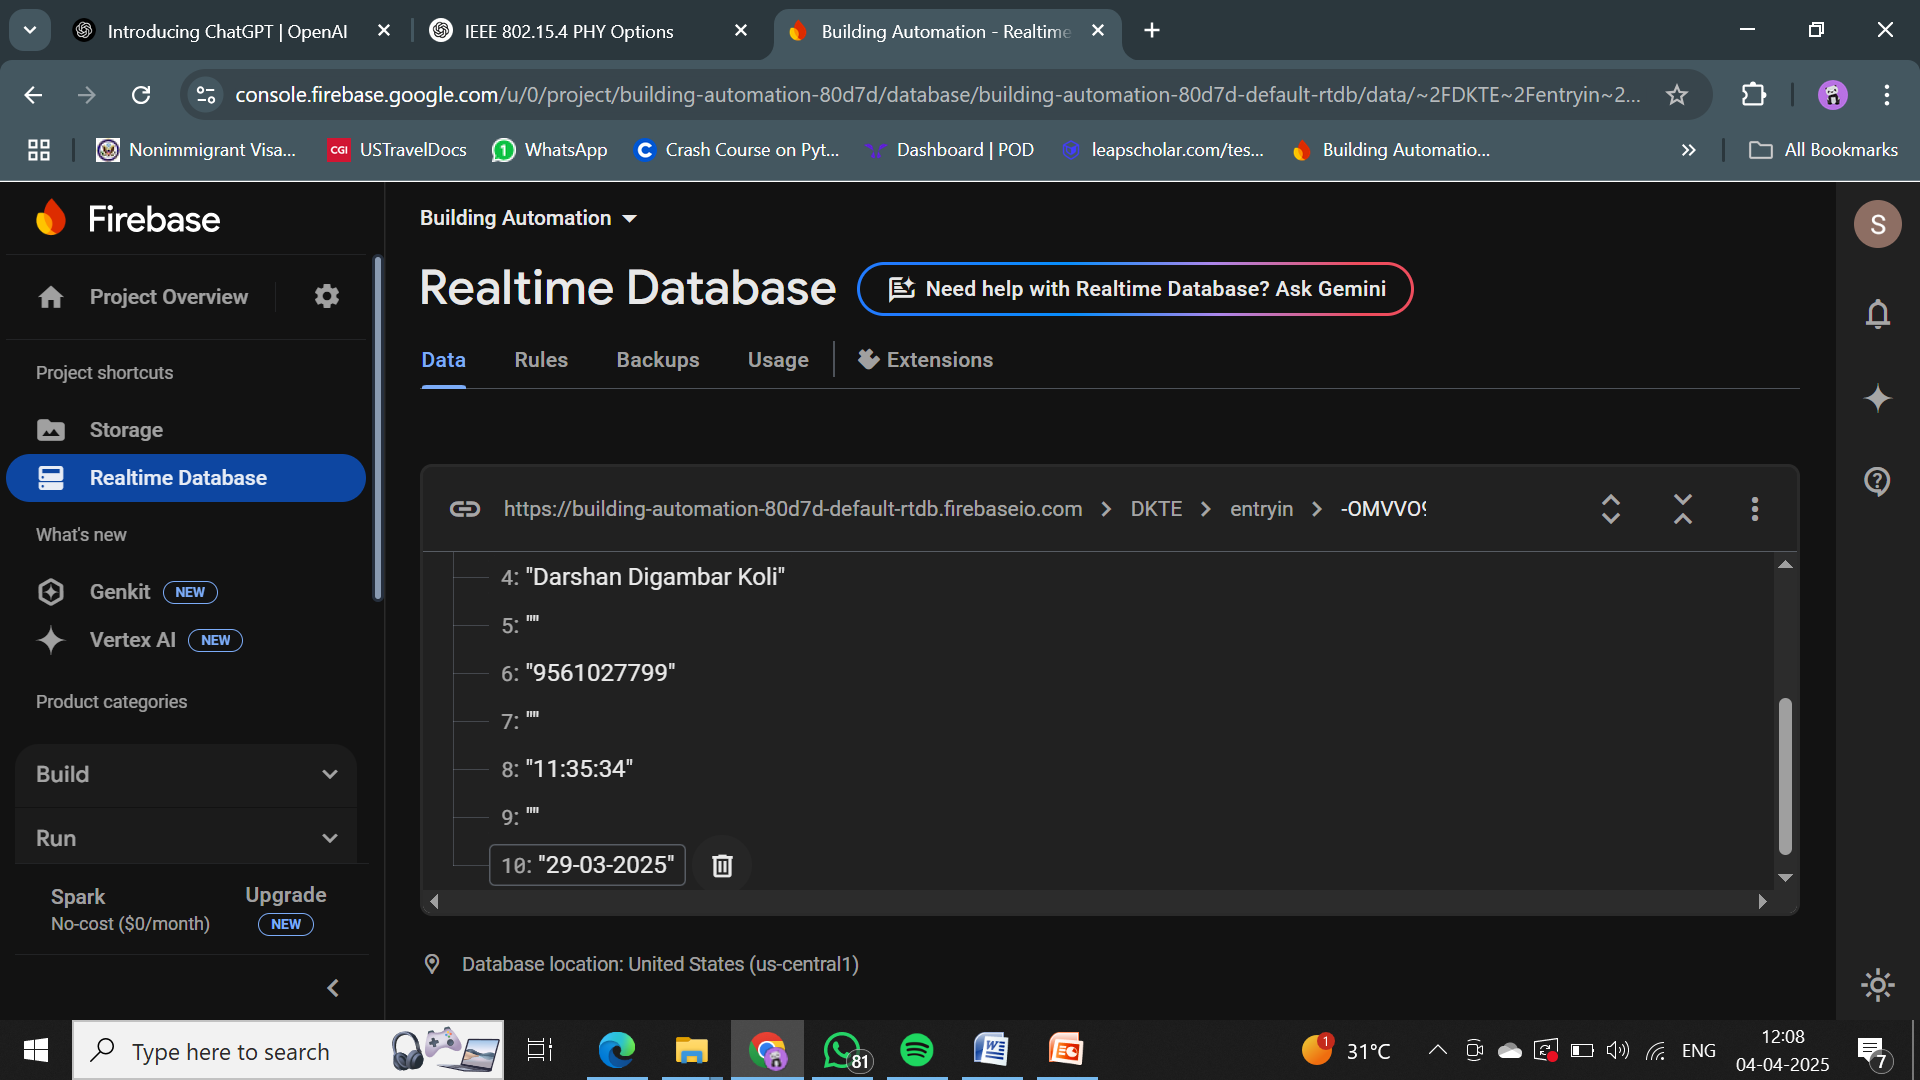 Introducing ChatGPT | OpenAI
IEEE 802.15.4 PHY Options
Building Automation - Realtime
console.firebase.google.com/u/0/project/building-automation-80d7d/database/building-automation-80d7d-default-rtdb/data/~2FDKTE~2Fentryin~2...
Nonimmigrant Visa...
CGI USTravelDocs
1 WhatsApp
C Crash Course on Pyt...
Dashboard | POD
leapscholar.com/tes...
Building Automatio...
All Bookmarks
Firebase
Project Overview
Project shortcuts
Storage
Realtime Database
What's new
Genkit NEW
Vertex AI NEW
Product categories
Build
Run
Spark
No-cost ($0/month)
Upgrade
NEW
Building Automation
Realtime Database
Need help with Realtime Database? Ask Gemini
Data Rules Backups Usage Extensions
https://building-automation-80d7d-default-rtdb.firebaseio.com > DKTE > entryin > -OMVVO9
4: "Darshan Digambar Koli"
5: ""
6: "9561027799"
7: ""
8: "11:35:34"
9: ""
10: "29-03-2025"
Database location: United States (us-central1)
S
Type here to search
81
1
31°C
ENG
12:08
04-04-2025
7